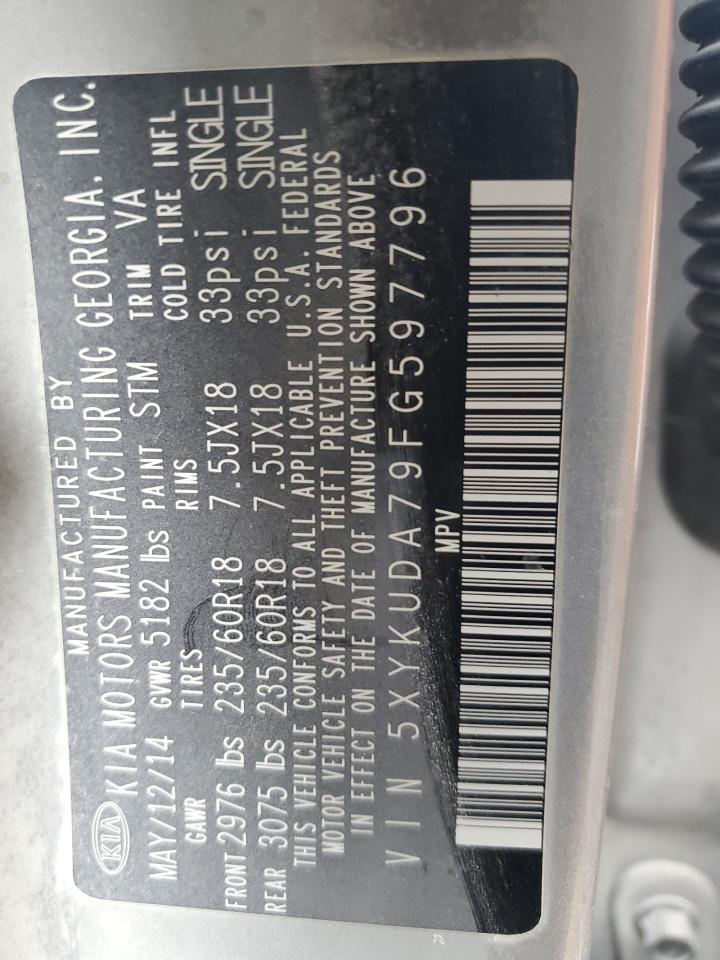 MANUFACTURED BY
KIA KIA MOTORS MANUFACTURING GEORGIA, INC.
MAY/12/14 GVWR 5182 lbs PAINT STM TRIM VA
GAWR TIRES RIMS COLD TIRE INFL
FRONT 2976 lbs 235/60R18 7.5JX18 33psi SINGLE
REAR 3075 lbs 235/60R18 7.5JX18 33psi SINGLE
THIS VEHICLE CONFORMS TO ALL APPLICABLE U.S.A. FEDERAL
MOTOR VEHICLE SAFETY AND THEFT PREVENTION STANDARDS
IN EFFECT ON THE DATE OF MANUFACTURE SHOWN ABOVE
VIN 5XYKUDA79FG597796
MPV